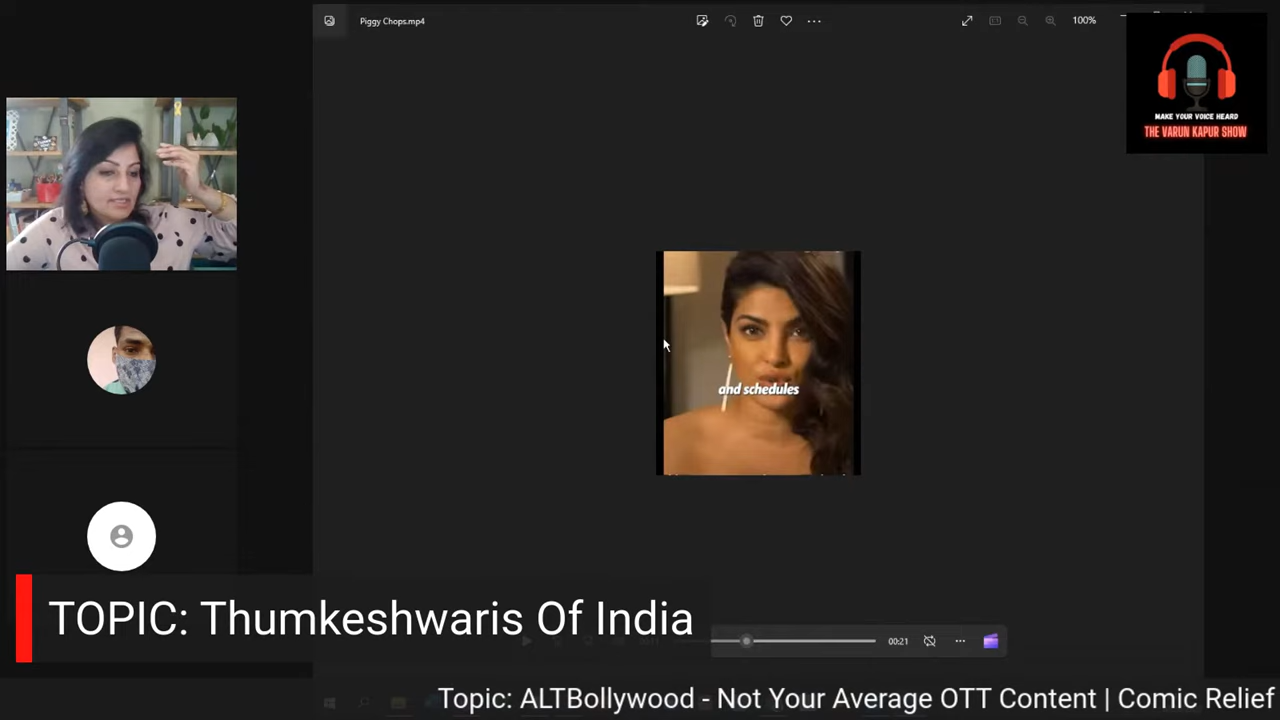 Piggy Chops.mp4
100%
MAKE YOUR VOICE HEARD
THE VARUN KAPUR SHOW
and schedules
TOPIC: Thumkeshwaris Of India
00:21
Topic: ALTBollywood - Not Your Average OTT Content | Comic Relief